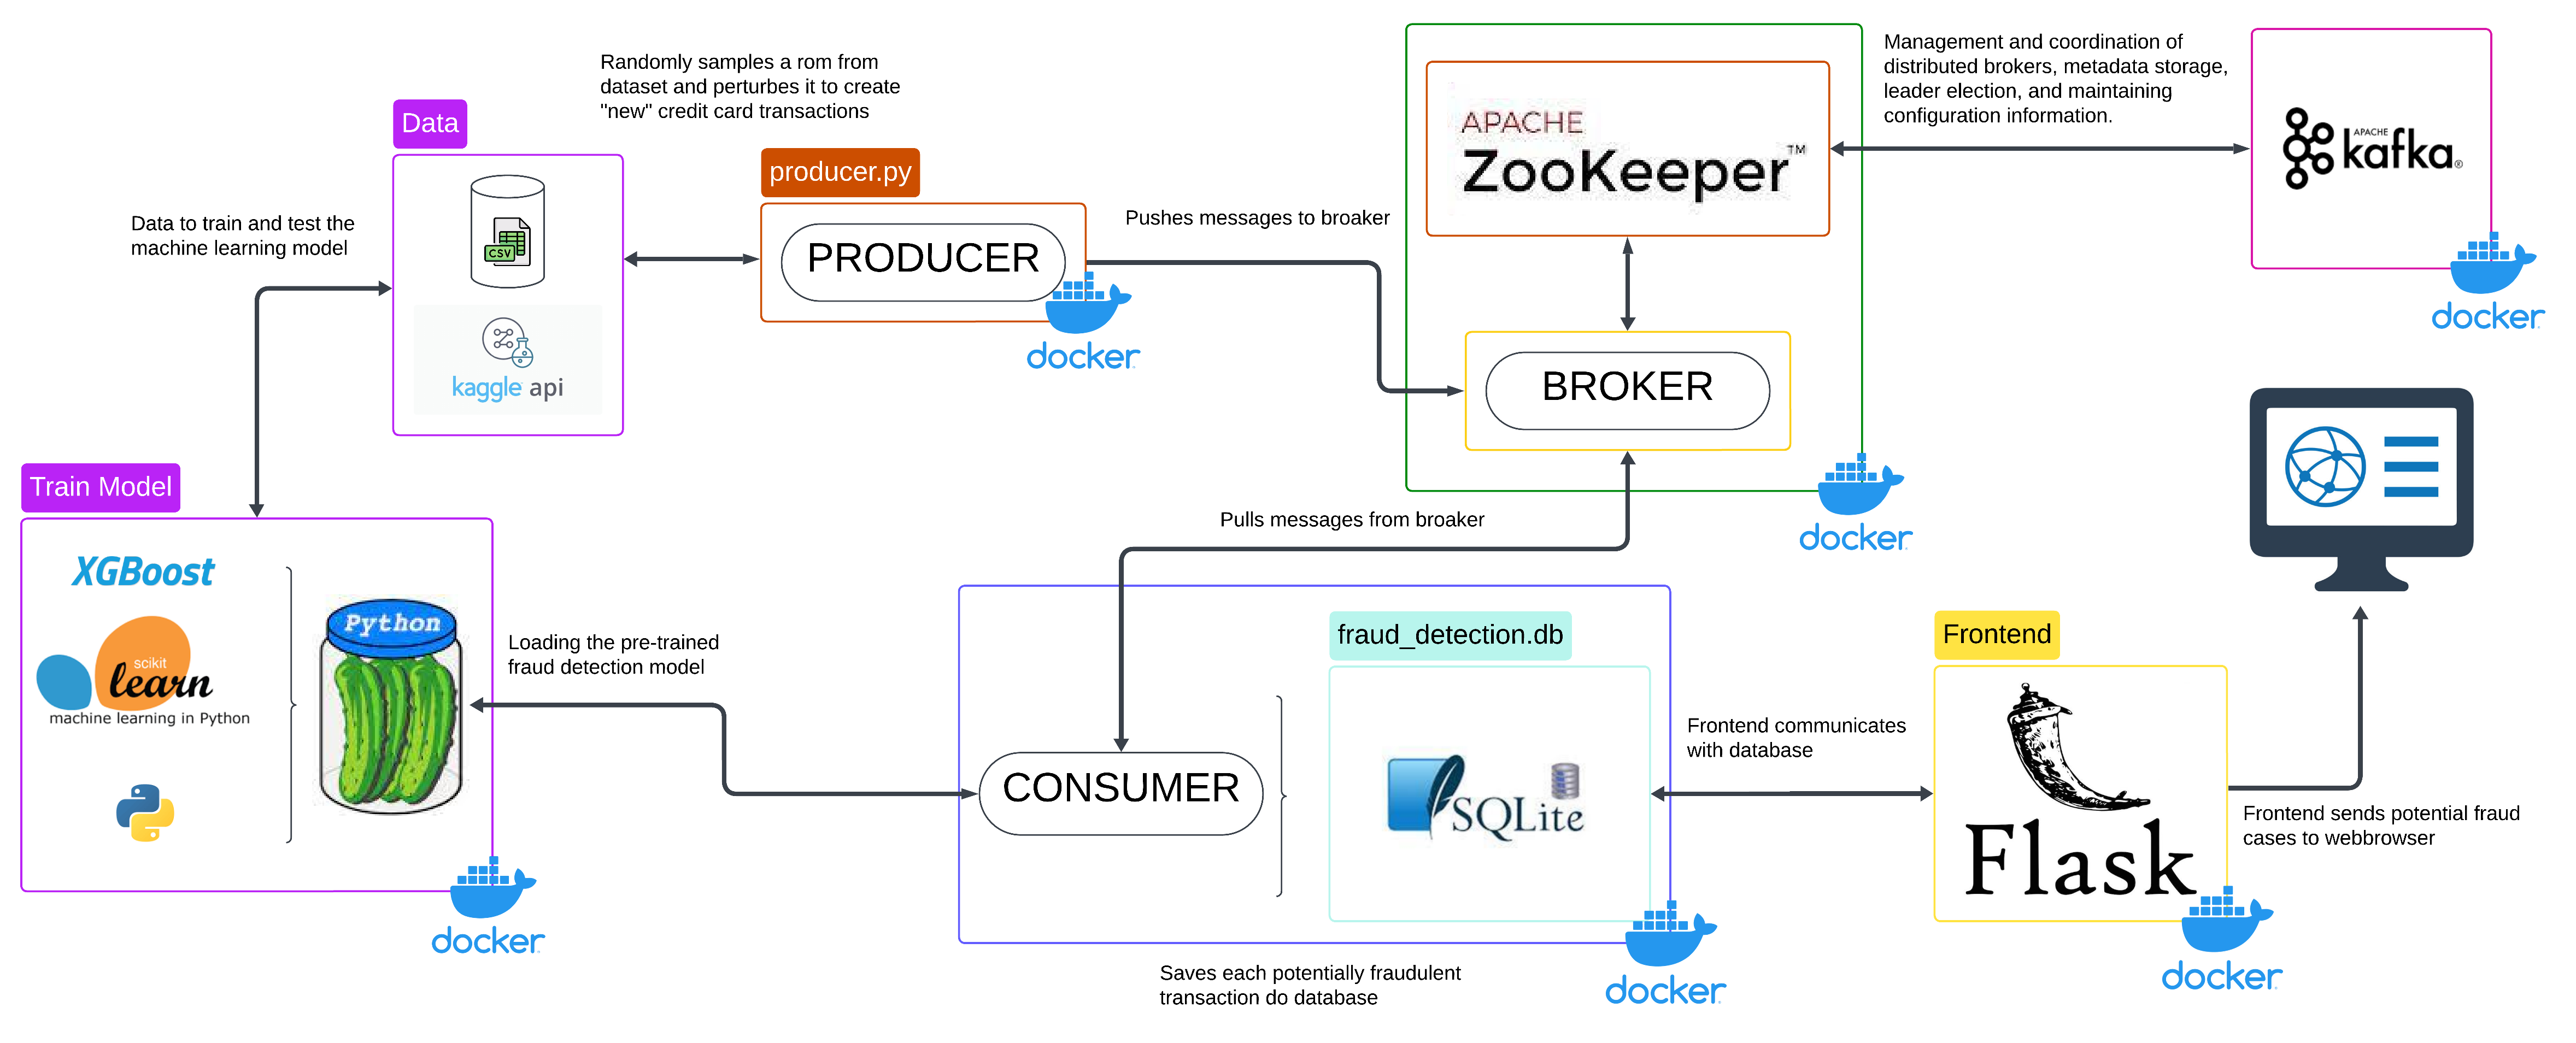 Randomly samples a rom from
dataset and perturbes it to create
"new" credit card transactions
Data
CSV
kaggle api
Data to train and test the
machine learning model
producer.py
PRODUCER
docker
Pushes messages to broaker
APACHE
ZooKeeper™
BROKER
docker
Management and coordination of
distributed brokers, metadata storage,
leader election, and maintaining
configuration information.
APACHE
kafka®
docker
Train Model
XGBoost
scikit
learn
machine learning in Python
Python
docker
Loading the pre-trained
fraud detection model
Pulls messages from broaker
CONSUMER
fraud_detection.db
SQLite
docker
Saves each potentially fraudulent
transaction do database
Frontend communicates
with database
Frontend
Flask
docker
Frontend sends potential fraud
cases to webbrowser